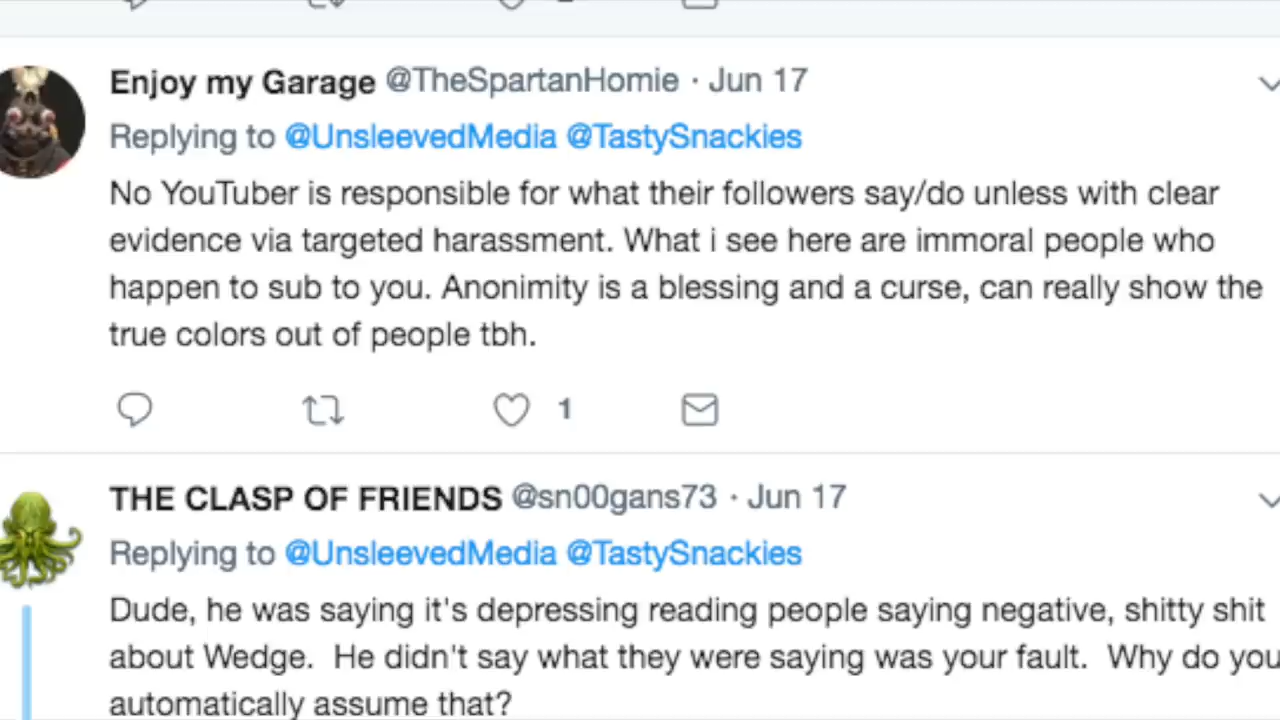 Enjoy my Garage @TheSpartanHomie · Jun 17
Replying to @UnsleevedMedia @TastySnackies
No YouTuber is responsible for what their followers say/do unless with clear
evidence via targeted harassment. What i see here are immoral people who
happen to sub to you. Anonimity is a blessing and a curse, can really show the
true colors out of people tbh.
1
THE CLASP OF FRIENDS @sn00gans73 · Jun 17
Replying to @UnsleevedMedia @TastySnackies
Dude, he was saying it's depressing reading people saying negative, shitty shit
about Wedge.  He didn't say what they were saying was your fault.  Why do you
automatically assume that?